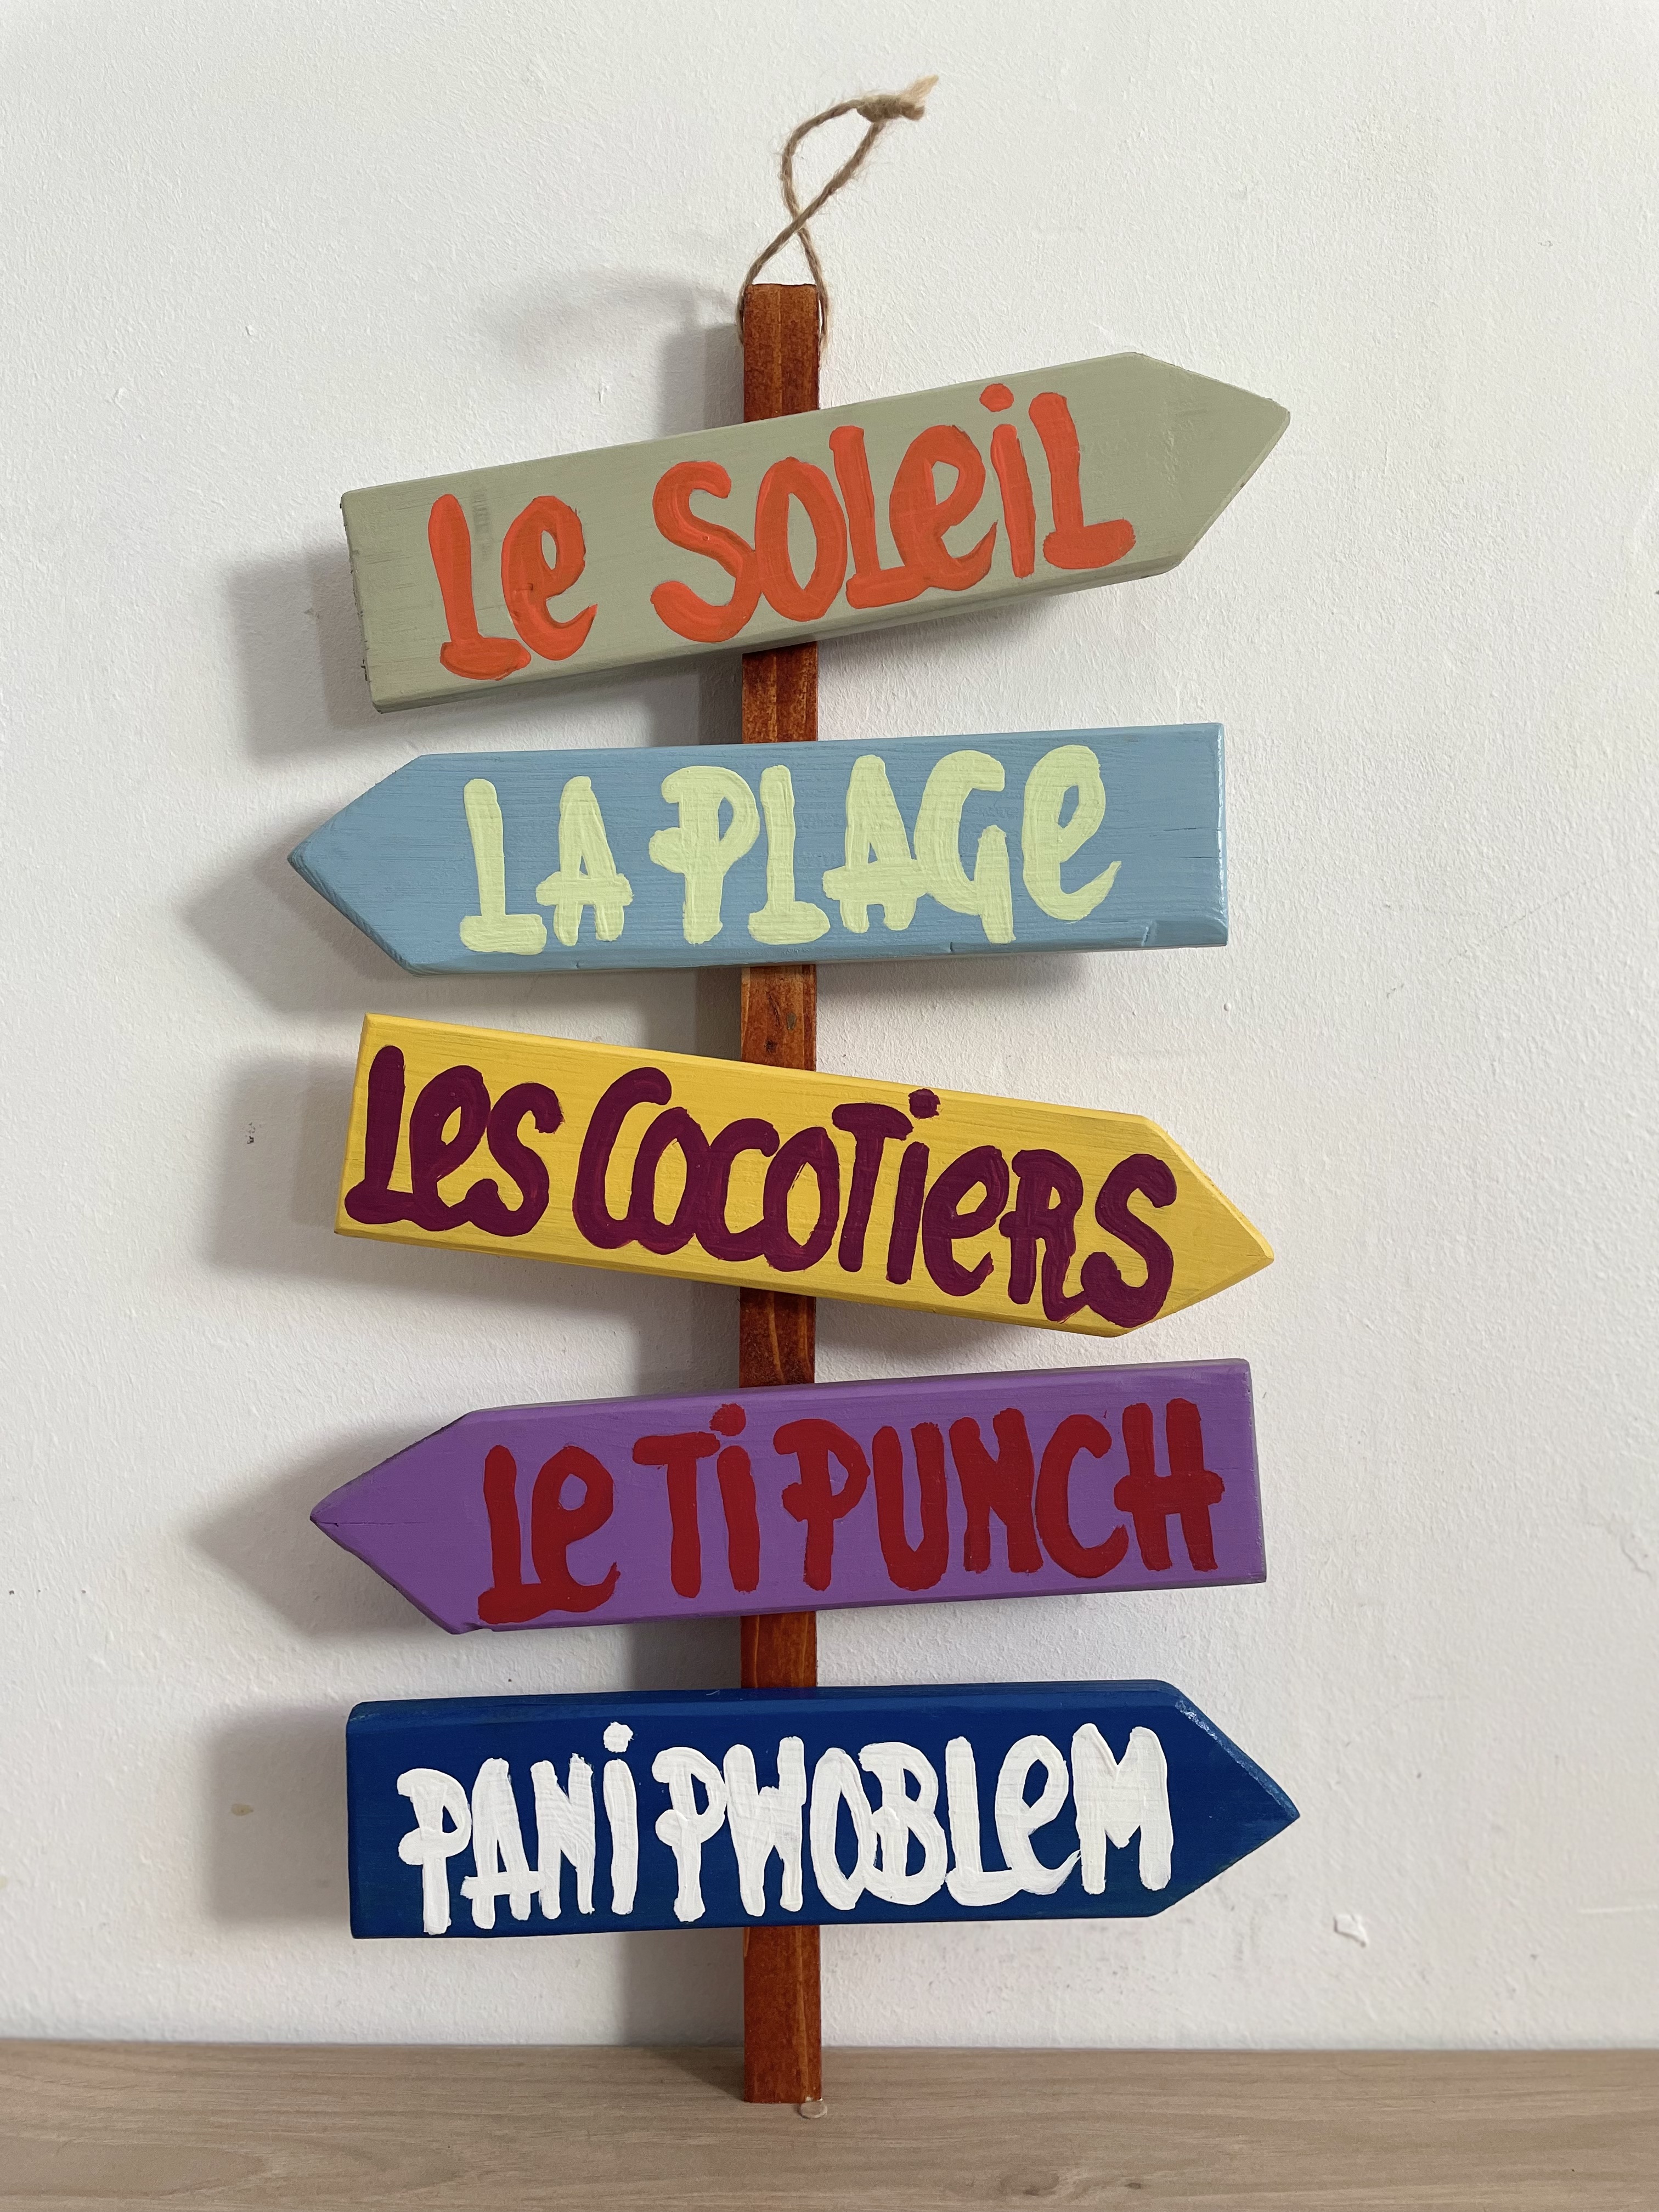 Le SOLeiL
LA PLAGe
Les COCOTieRS
Le Ti PUNCH
PANi PWOBLeM